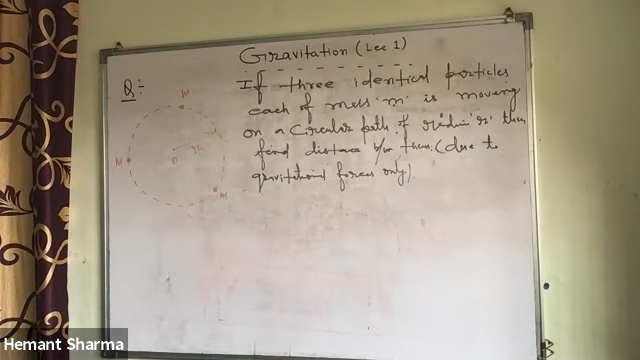 Gravitation (Lec 1)
Q:-
If three identical particles
each of mass 'm' is moving
on a circular path of radius 'r' then
find distance b/w them. (due to
gravitational forces only).
M
M
M
O
r
Hemant Sharma